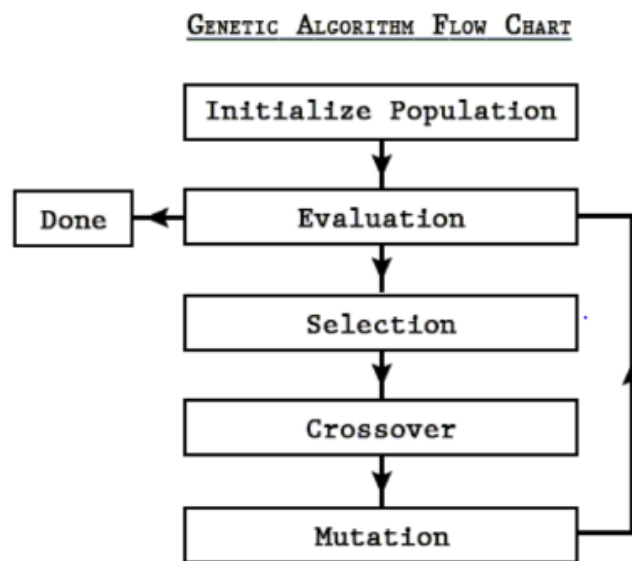 GENETIC ALGORITHM FLOW CHART
Initialize Population
Done
Evaluation
Selection
Crossover
Mutation